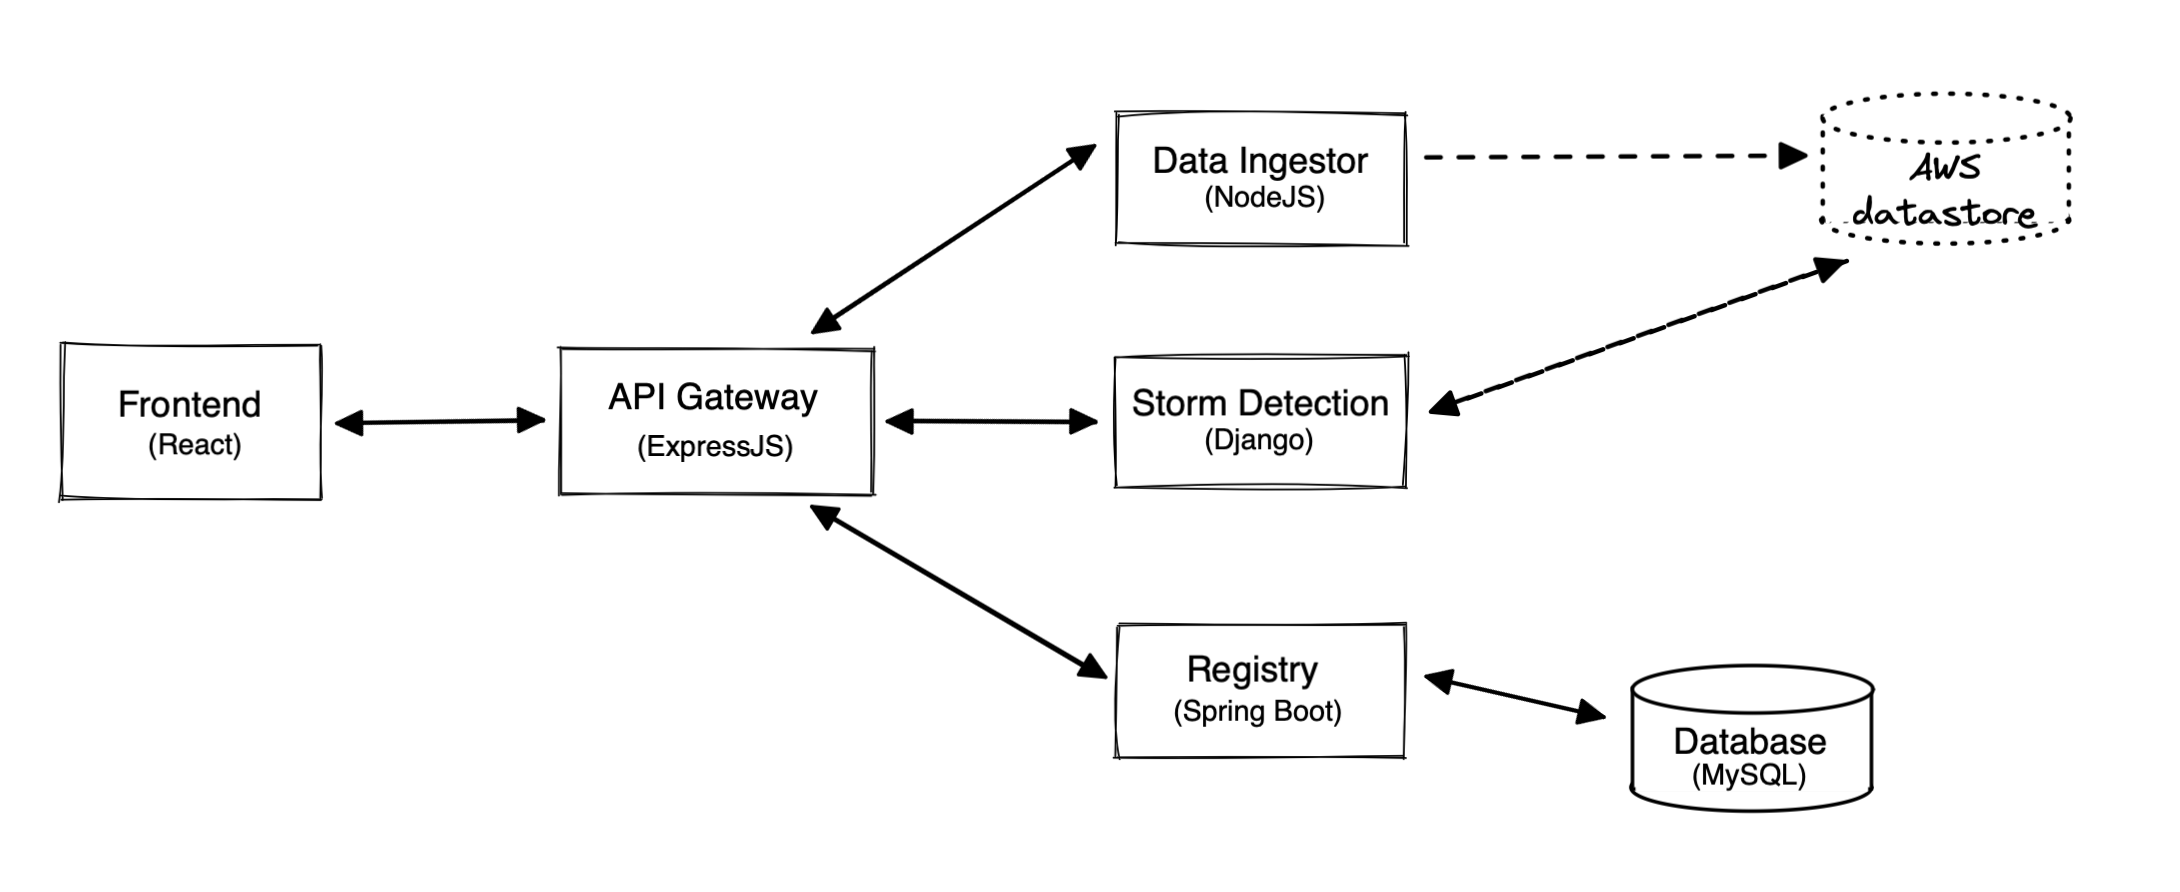 Data Ingestor
(NodeJS)
AWS
datastore
Frontend
(React)
API Gateway
(ExpressJS)
Storm Detection
(Django)
Registry
(Spring Boot)
Database
(MySQL)